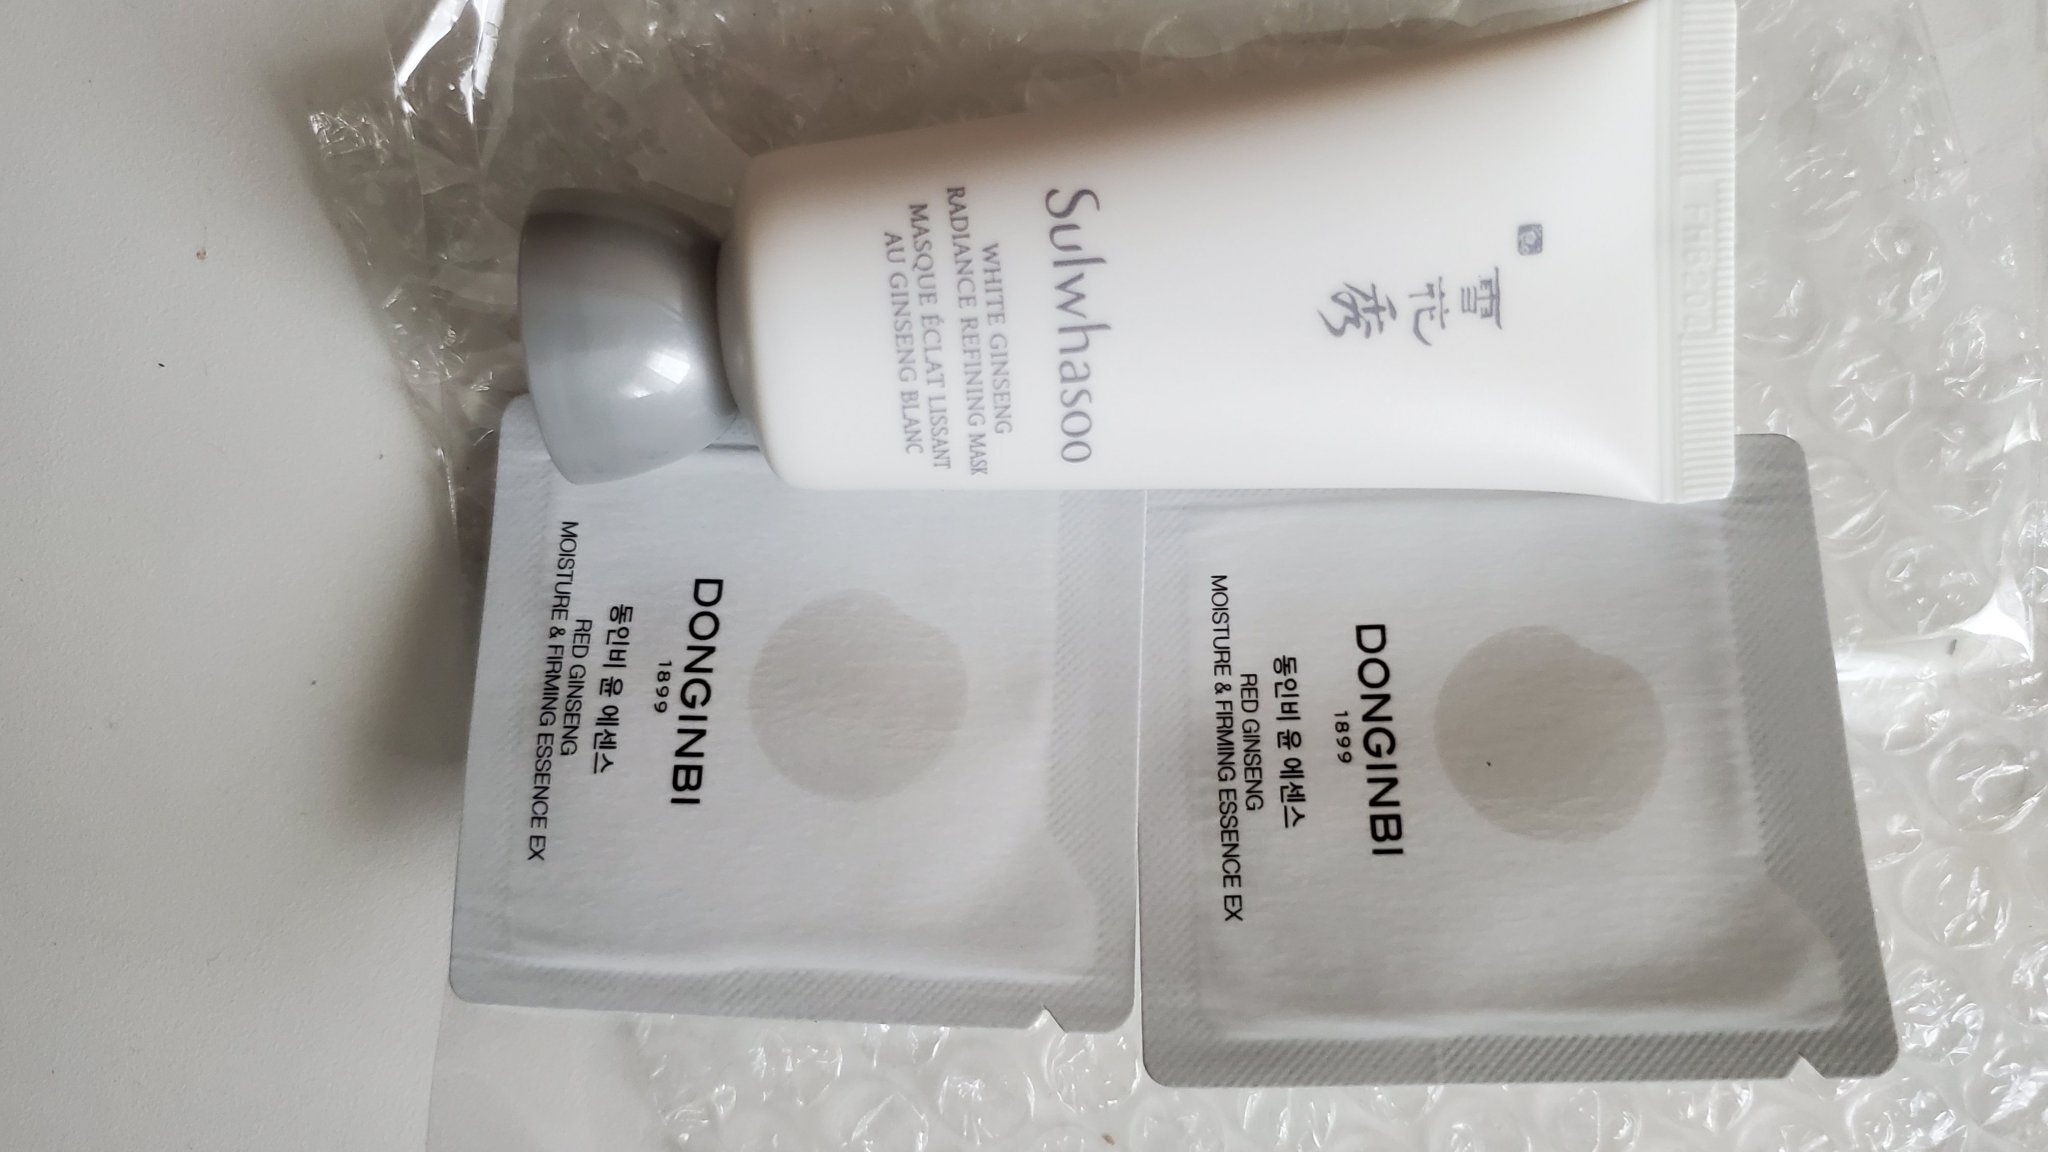 雪
花
秀
Sulwhasoo
WHITE GINSENG
RADIANCE REFINING MASK
MASQUE ÉCLAT LISSANT
AU GINSENG BLANC
DONGINBI
1899
동인비 윤 에센스
RED GINSENG
MOISTURE & FIRMING ESSENCE EX
DONGINBI
1899
동인비 윤 에센스
RED GINSENG
MOISTURE & FIRMING ESSENCE EX